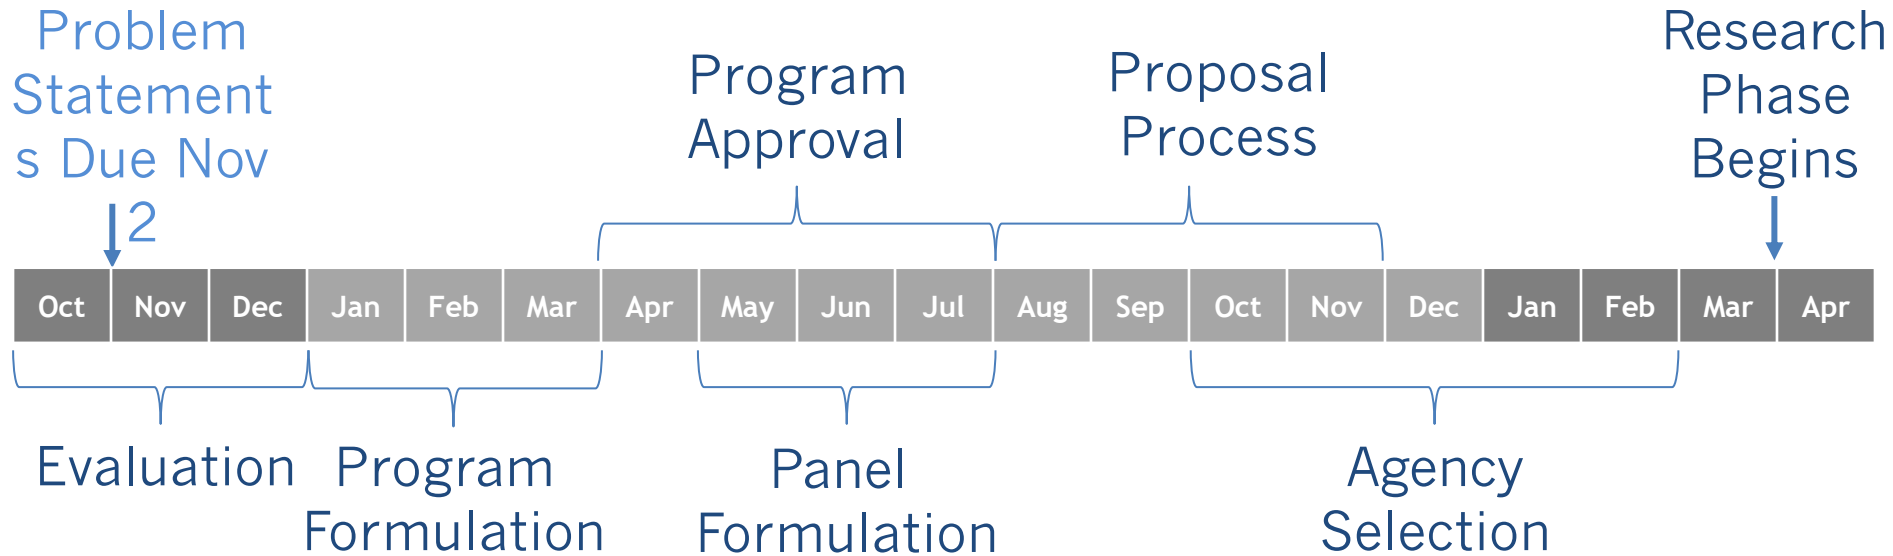 Problem
Statement
s Due Nov
2
Program
Approval
Proposal
Process
Research
Phase
Begins
Oct Nov Dec Jan Feb Mar Apr May Jun Jul Aug Sep Oct Nov Dec Jan Feb Mar Apr
Evaluation
Program
Formulation
Panel
Formulation
Agency
Selection